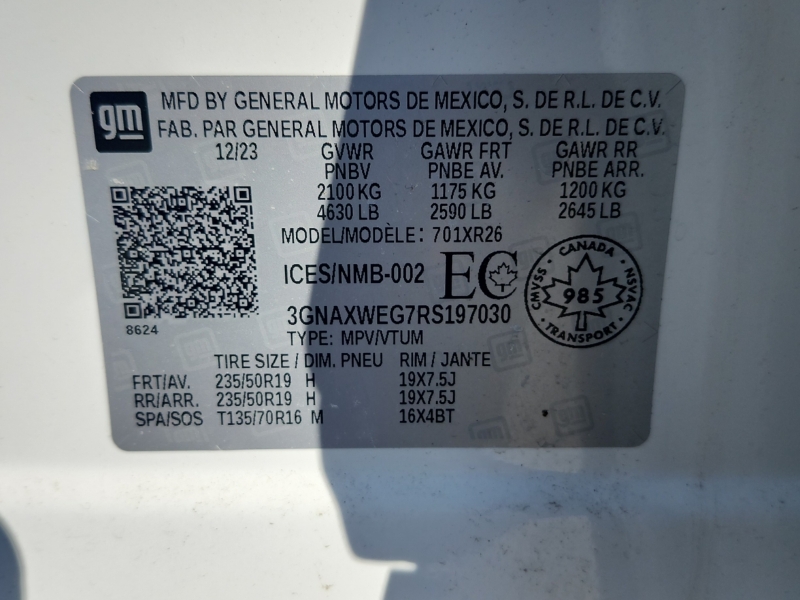 gm
MFD BY GENERAL MOTORS DE MEXICO, S. DE R.L. DE C.V.
FAB. PAR GENERAL MOTORS DE MEXICO, S. DE R.L. DE C.V.
12/23 GVWR GAWR FRT GAWR RR
PNBV PNBE AV. PNBE ARR.
2100 KG 1175 KG 1200 KG
4630 LB 2590 LB 2645 LB
MODEL/MODÈLE: 701XR26
ICES/NMB-002 EC
CANADA
CMVSS · NSVAC
985
TRANSPORT
3GNAXWEG7RS197030
8624
TYPE: MPV/VTUM
TIRE SIZE / DIM. PNEU RIM / JANTE
FRT/AV. 235/50R19 H 19X7.5J
RR/ARR. 235/50R19 H 19X7.5J
SPA/SOS T135/70R16 M 16X4BT